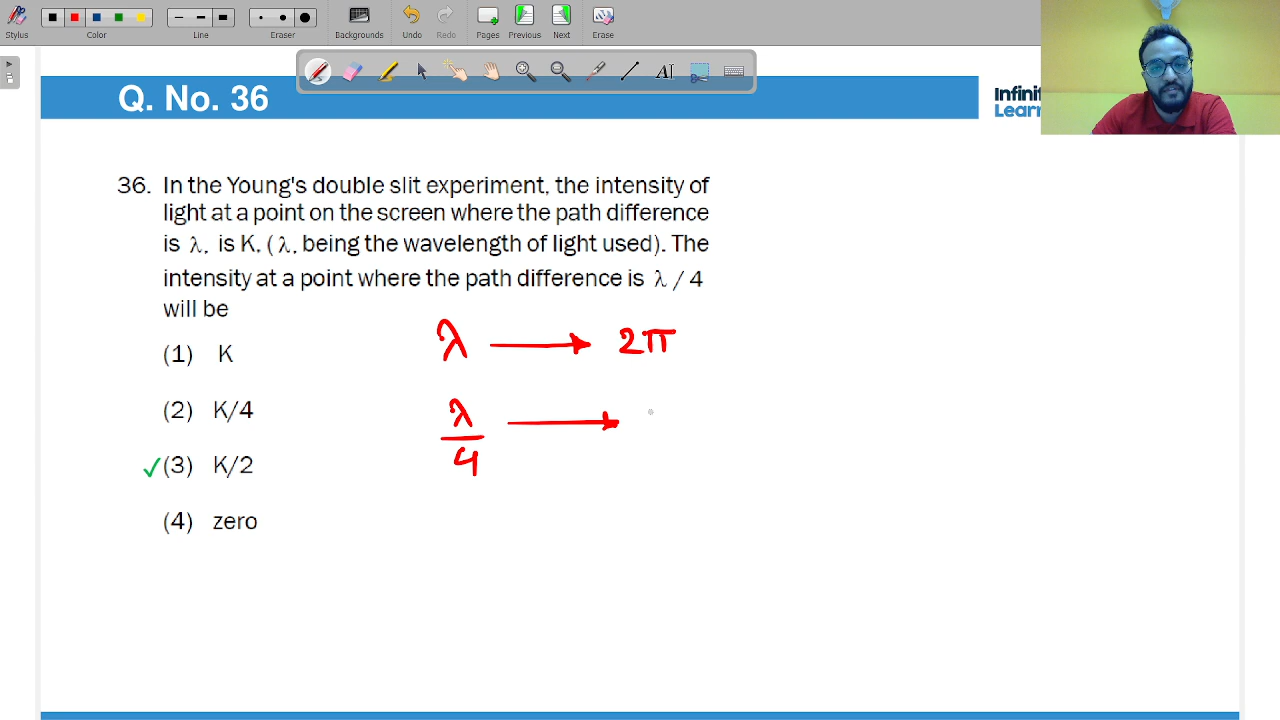 Stylus
Color
Line
Eraser
Backgrounds
Undo
Redo
Pages
Previous
Next
Erase
Q. No. 36
Infinit
Lear
36. In the Young's double slit experiment, the intensity of
light at a point on the screen where the path difference
is λ, is K, (λ, being the wavelength of light used). The
intensity at a point where the path difference is λ / 4
will be
(1) K
(2) K/4
✓(3) K/2
(4) zero
λ → 2π
λ/4 →